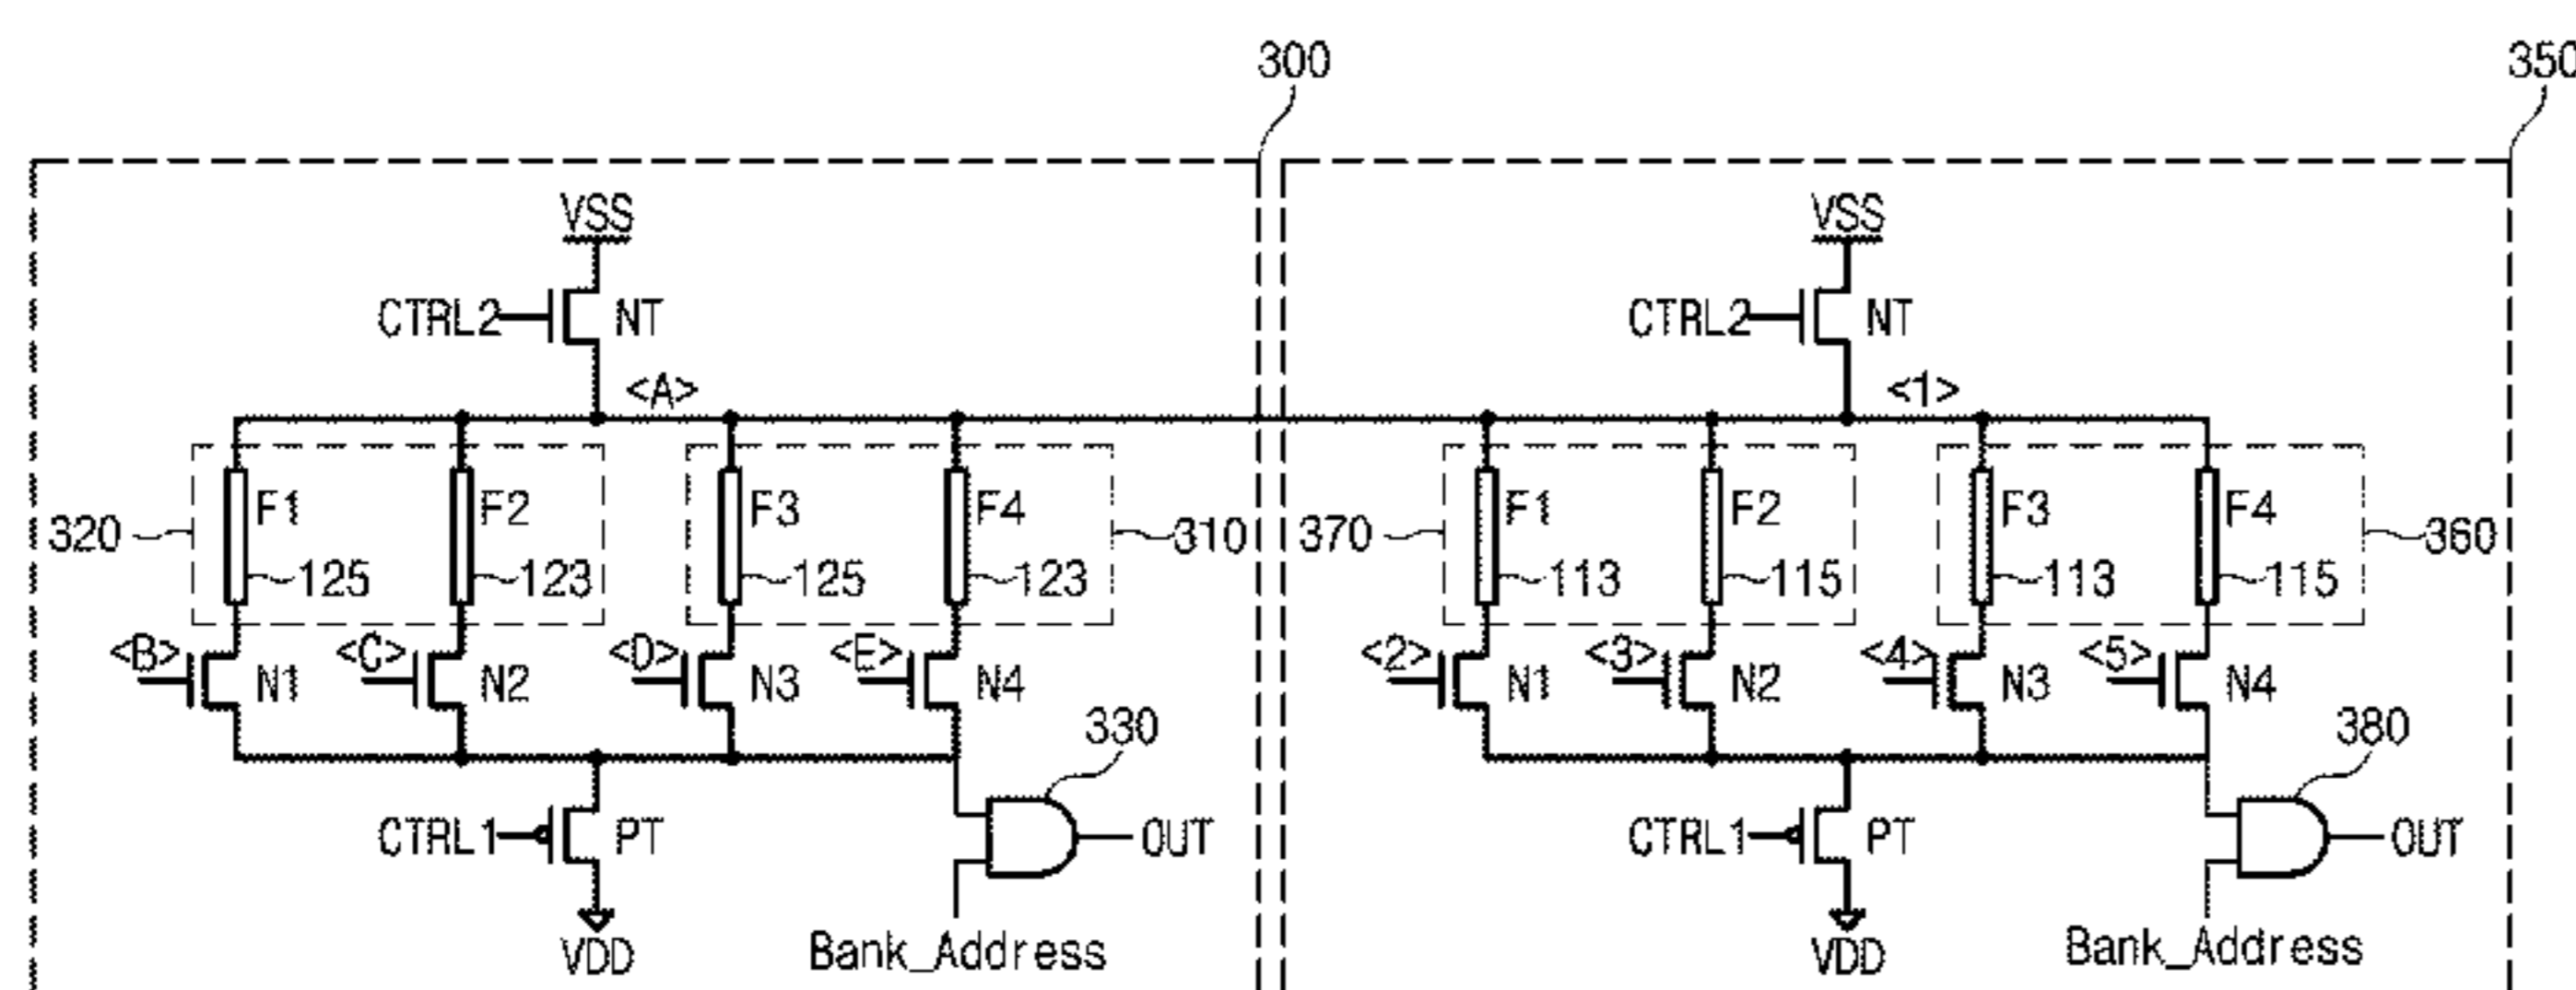 300 350
VSS VSS
CTRL2 NT CTRL2 NT
<A> <1>
F1 F2 F3 F4 F1 F2 F3 F4
320 310 370 360
125 123 125 123 113 115 113 115
<B> <C> <D> <E> <2> <3> <4> <5>
N1 N2 N3 N4 N1 N2 N3 N4
330 380
CTRL1 PT OUT CTRL1 PT OUT
VDD Bank_Address VDD Bank_Address